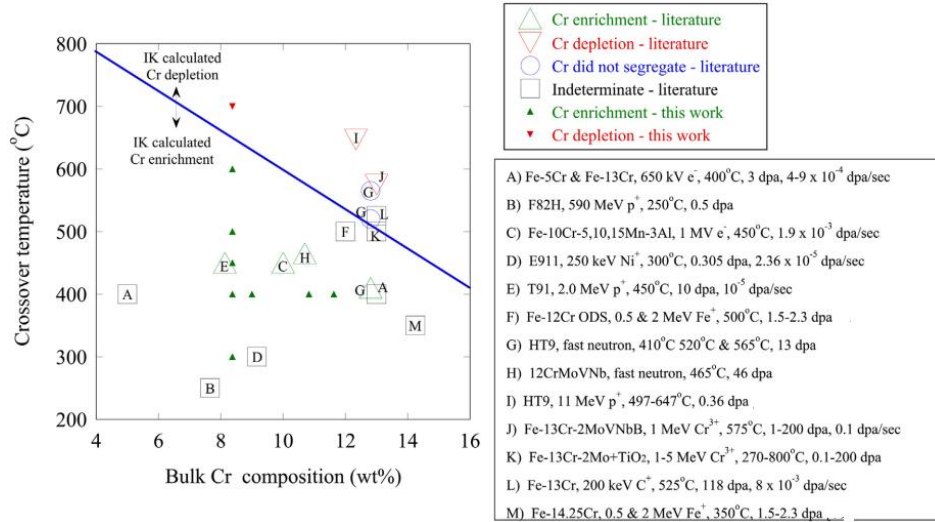 Crossover temperature (°C)
800
700
600
500
400
300
200
4
6
8
10
12
14
16
Bulk Cr composition (wt%)
IK calculated
Cr depletion
IK calculated
Cr enrichment
I
J
G
G
L
K
F
H
E
C
G
A
A
M
D
B
Cr enrichment - literature
Cr depletion - literature
Cr did not segregate - literature
Indeterminate - literature
Cr enrichment - this work
Cr depletion - this work
A) Fe-5Cr & Fe-13Cr, 650 kV e⁻, 400°C, 3 dpa, 4-9 x 10⁻⁴ dpa/sec
B) F82H, 590 MeV p⁺, 250°C, 0.5 dpa
C) Fe-10Cr-5,10,15Mn-3Al, 1 MV e⁻, 450°C, 1.9 x 10⁻³ dpa/sec
D) E911, 250 keV Ni⁺, 300°C, 0.305 dpa, 2.36 x 10⁻⁵ dpa/sec
E) T91, 2.0 MeV p⁺, 450°C, 10 dpa, 10⁻⁵ dpa/sec
F) Fe-12Cr ODS, 0.5 & 2 MeV Fe⁺, 500°C, 1.5-2.3 dpa
G) HT9, fast neutron, 410°C 520°C & 565°C, 13 dpa
H) 12CrMoVNb, fast neutron, 465°C, 46 dpa
I) HT9, 11 MeV p⁺, 497-647°C, 0.36 dpa
J) Fe-13Cr-2MoVNbB, 1 MeV Cr³⁺, 575°C, 1-200 dpa, 0.1 dpa/sec
K) Fe-13Cr-2Mo+TiO₂, 1-5 MeV Cr³⁺, 270-800°C, 0.1-200 dpa
L) Fe-13Cr, 200 keV C⁺, 525°C, 118 dpa, 8 x 10⁻³ dpa/sec
M) Fe-14.25Cr, 0.5 & 2 MeV Fe⁺, 350°C, 1.5-2.3 dpa